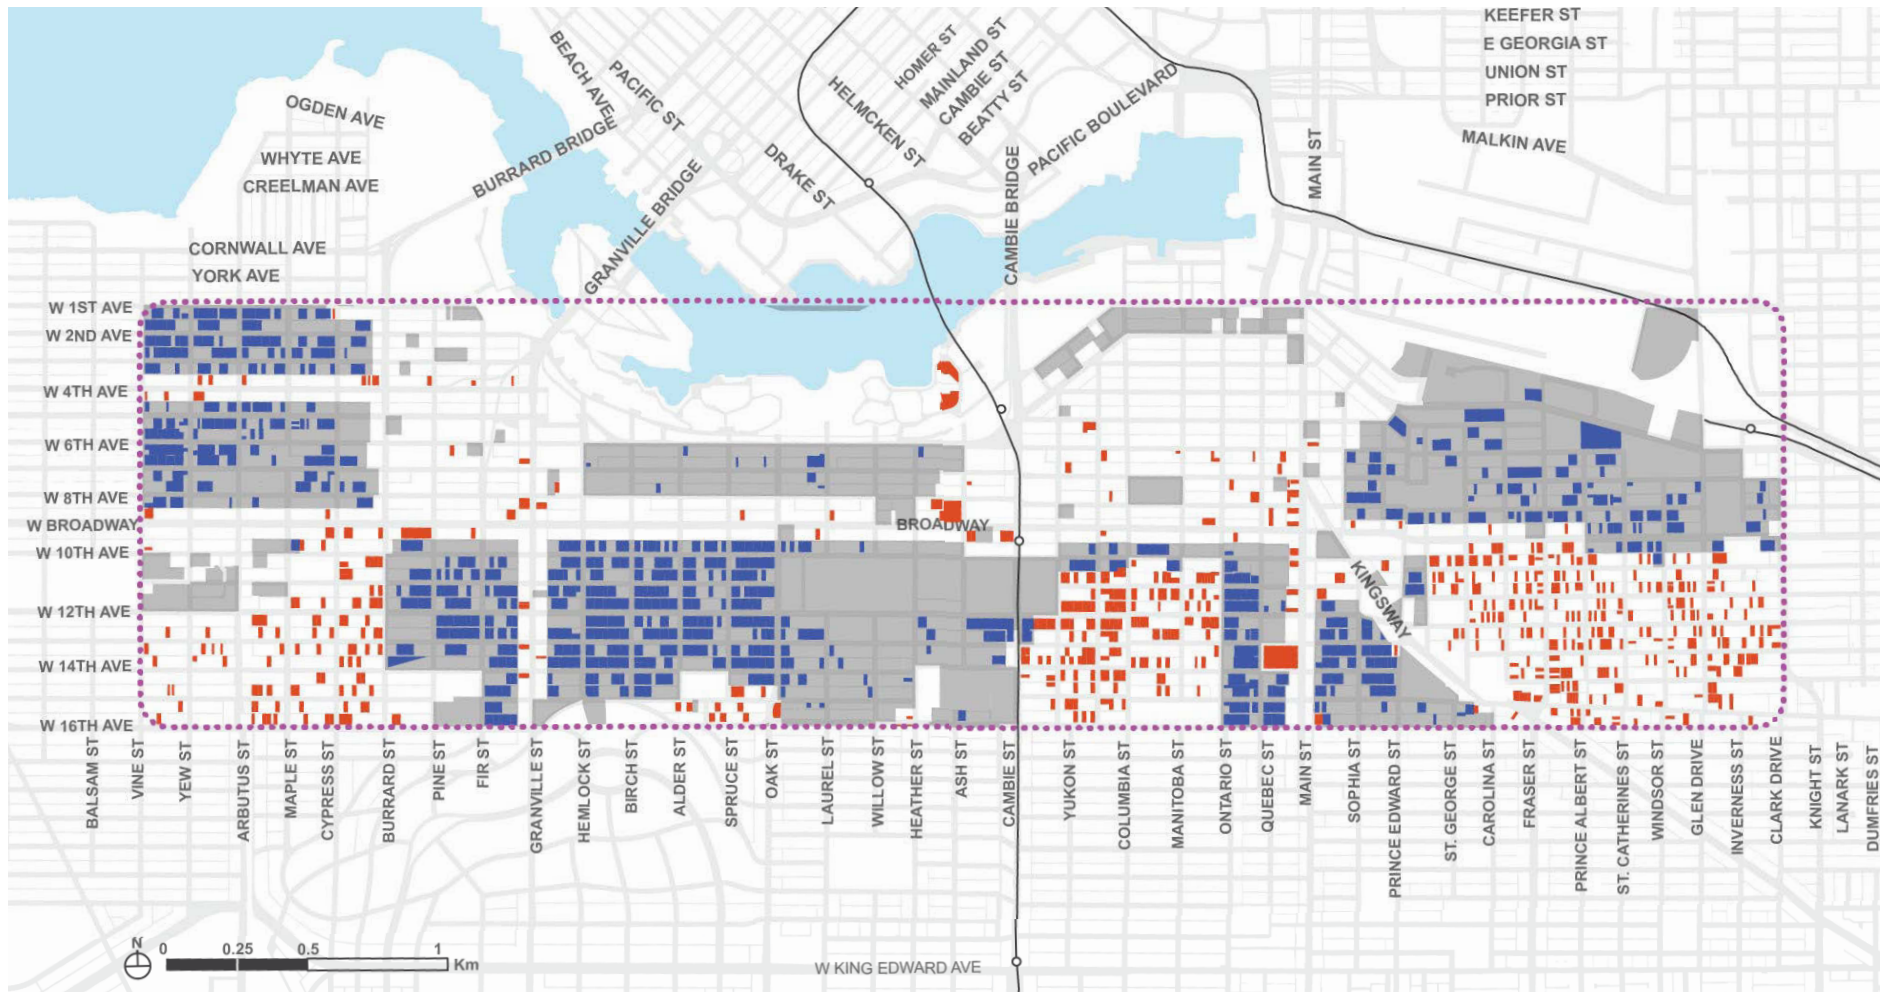 KEEFER ST
E GEORGIA ST
UNION ST
PRIOR ST
MALKIN AVE
MAIN ST
BEACH AVE
PACIFIC ST
HOMER ST
MAINLAND ST
CAMBIE ST
BEATTY ST
HELMCKEN ST
PACIFIC BOULEVARD
DRAKE ST
OGDEN AVE
WHYTE AVE
CREELMAN AVE
BURRARD BRIDGE
GRANVILLE BRIDGE
CAMBIE BRIDGE
CORNWALL AVE
YORK AVE
W 1ST AVE
W 2ND AVE
W 4TH AVE
W 6TH AVE
W 8TH AVE
W BROADWAY
BROADWAY
W 10TH AVE
KINGSWAY
W 12TH AVE
W 14TH AVE
W 16TH AVE
BALSAM ST
VINE ST
YEW ST
ARBUTUS ST
MAPLE ST
CYPRESS ST
BURRARD ST
PINE ST
FIR ST
GRANVILLE ST
HEMLOCK ST
BIRCH ST
ALDER ST
SPRUCE ST
OAK ST
LAUREL ST
WILLOW ST
HEATHER ST
ASH ST
CAMBIE ST
YUKON ST
COLUMBIA ST
MANITOBA ST
ONTARIO ST
QUEBEC ST
MAIN ST
SOPHIA ST
PRINCE EDWARD ST
ST. GEORGE ST
CAROLINA ST
FRASER ST
PRINCE ALBERT ST
ST. CATHERINES ST
WINDSOR ST
GLEN DRIVE
INVERNESS ST
CLARK DRIVE
KNIGHT ST
LANARK ST
DUMFRIES ST
N
0 0.25 0.5 1
Km
W KING EDWARD AVE